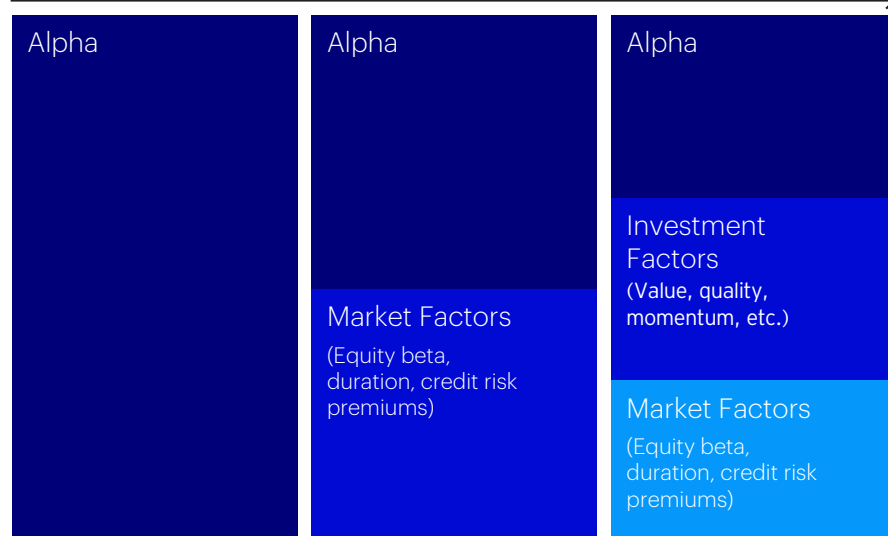 Alpha
Alpha
Market Factors
(Equity beta,
duration, credit risk
premiums)
Alpha
Investment
Factors
(Value, quality,
momentum, etc.)
Market Factors
(Equity beta,
duration, credit risk
premiums)